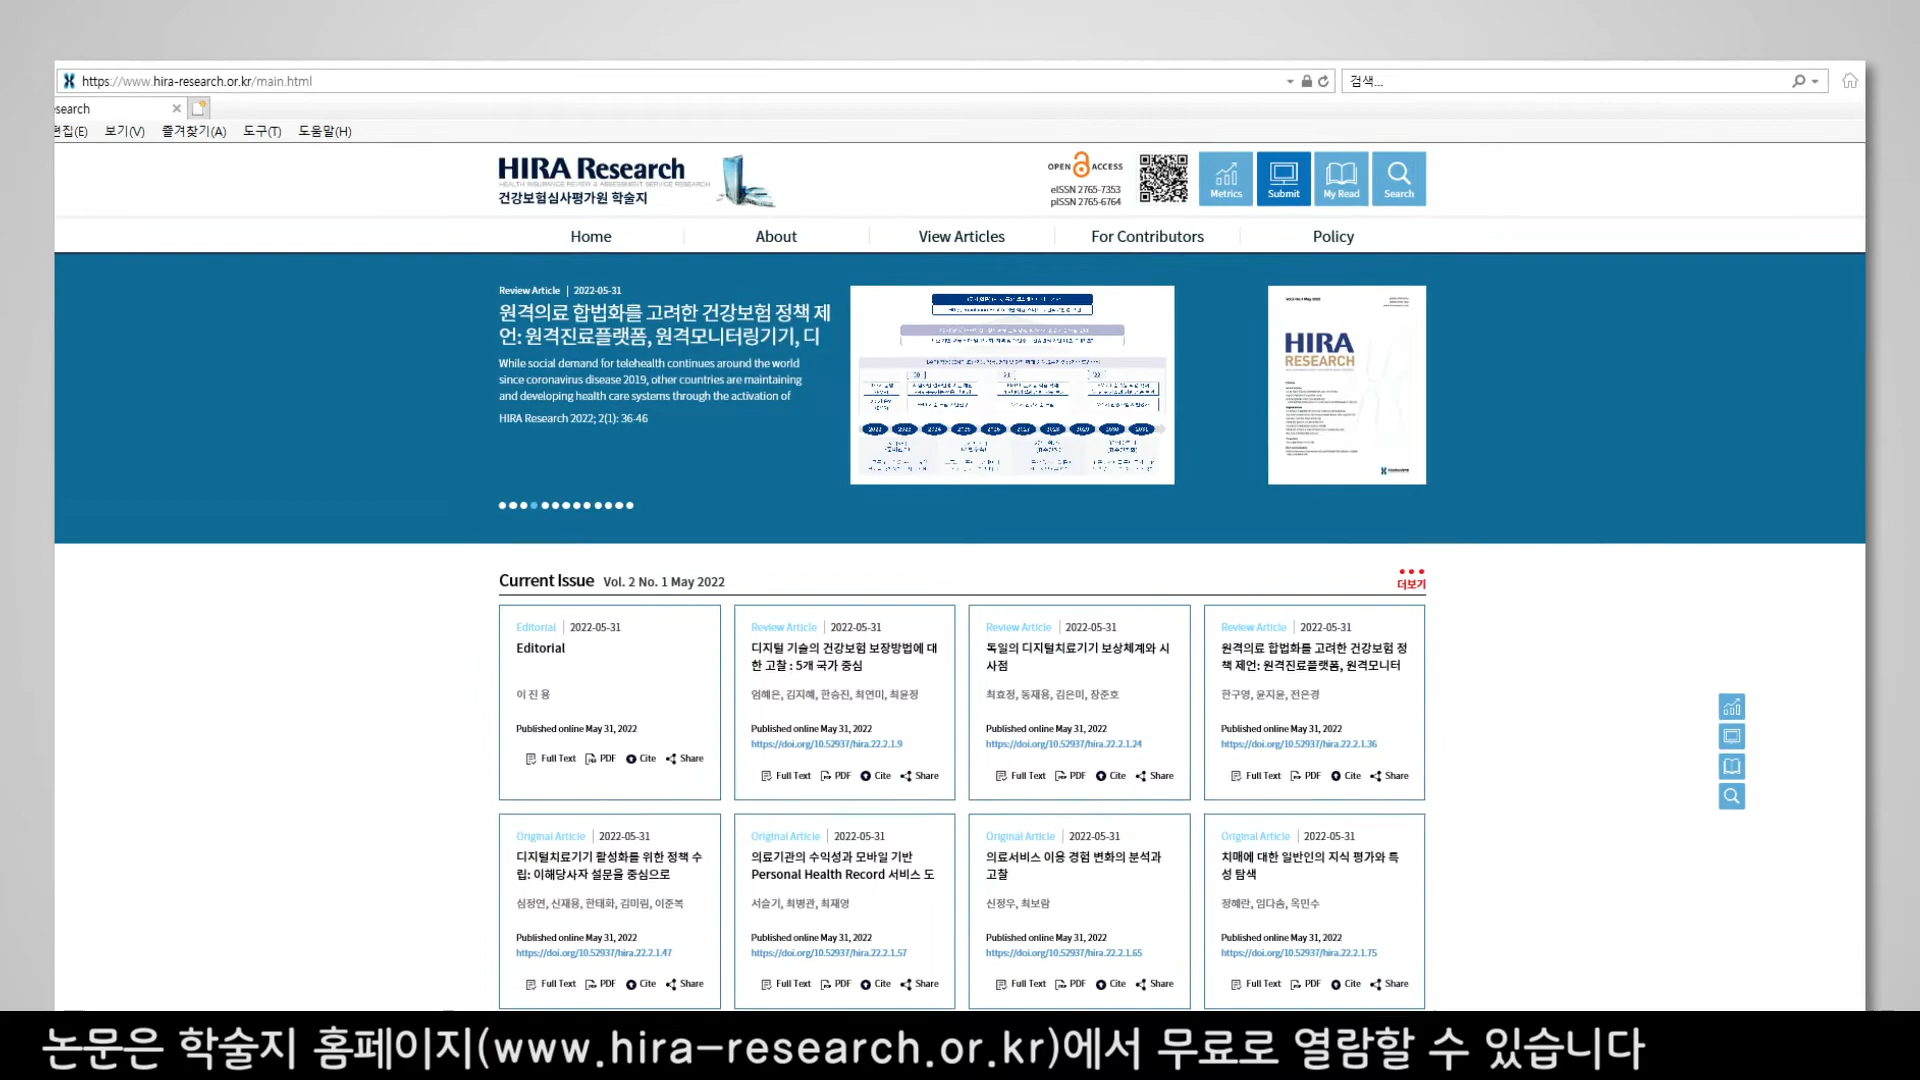 https://www.hira-research.or.kr/main.html
검색...
search
편집(E) 보기(V) 즐겨찾기(A) 도구(T) 도움말(H)
HIRA Research
HEALTH INSURANCE REVIEW & ASSESSMENT SERVICE RESEARCH
건강보험심사평가원 학술지
OPEN ACCESS
eISSN 2765-7353
pISSN 2765-6764
Metrics
Submit
My Read
Search
Home
About
View Articles
For Contributors
Policy
Review Article | 2022-05-31
원격의료 합법화를 고려한 건강보험 정책 제
언: 원격진료플랫폼, 원격모니터링기기, 디
While social demand for telehealth continues around the world
since coronavirus disease 2019, other countries are maintaining
and developing health care systems through the activation of
HIRA Research 2022; 2(1): 36-46
HIRA
RESEARCH
Current Issue Vol. 2 No. 1 May 2022
더보기
Editorial | 2022-05-31
Editorial
이 진 용
Published online May 31, 2022
Full Text PDF Cite Share
Review Article | 2022-05-31
디지털 기술의 건강보험 보장방법에 대
한 고찰 : 5개 국가 중심
엄혜은, 김지혜, 한승진, 최연미, 최윤정
Published online May 31, 2022
https://doi.org/10.52937/hira.22.2.1.9
Full Text PDF Cite Share
Review Article | 2022-05-31
독일의 디지털치료기기 보상체계와 시
사점
최효정, 동재용, 김은미, 장준호
Published online May 31, 2022
https://doi.org/10.52937/hira.22.2.1.24
Full Text PDF Cite Share
Review Article | 2022-05-31
원격의료 합법화를 고려한 건강보험 정
책 제언: 원격진료플랫폼, 원격모니터
한구영, 윤지윤, 전은경
Published online May 31, 2022
https://doi.org/10.52937/hira.22.2.1.36
Full Text PDF Cite Share
Original Article | 2022-05-31
디지털치료기기 활성화를 위한 정책 수
립: 이해당사자 설문을 중심으로
심정연, 신재용, 한태화, 김미림, 이준복
Published online May 31, 2022
https://doi.org/10.52937/hira.22.2.1.47
Full Text PDF Cite Share
Original Article | 2022-05-31
의료기관의 수익성과 모바일 기반
Personal Health Record 서비스 도
서슬기, 최병관, 최재영
Published online May 31, 2022
https://doi.org/10.52937/hira.22.2.1.57
Full Text PDF Cite Share
Original Article | 2022-05-31
의료서비스 이용 경험 변화의 분석과
고찰
신정우, 최보람
Published online May 31, 2022
https://doi.org/10.52937/hira.22.2.1.65
Full Text PDF Cite Share
Original Article | 2022-05-31
치매에 대한 일반인의 지식 평가와 특
성 탐색
정혜란, 임다솜, 옥민수
Published online May 31, 2022
https://doi.org/10.52937/hira.22.2.1.75
Full Text PDF Cite Share
논문은 학술지 홈페이지(www.hira-research.or.kr)에서 무료로 열람할 수 있습니다